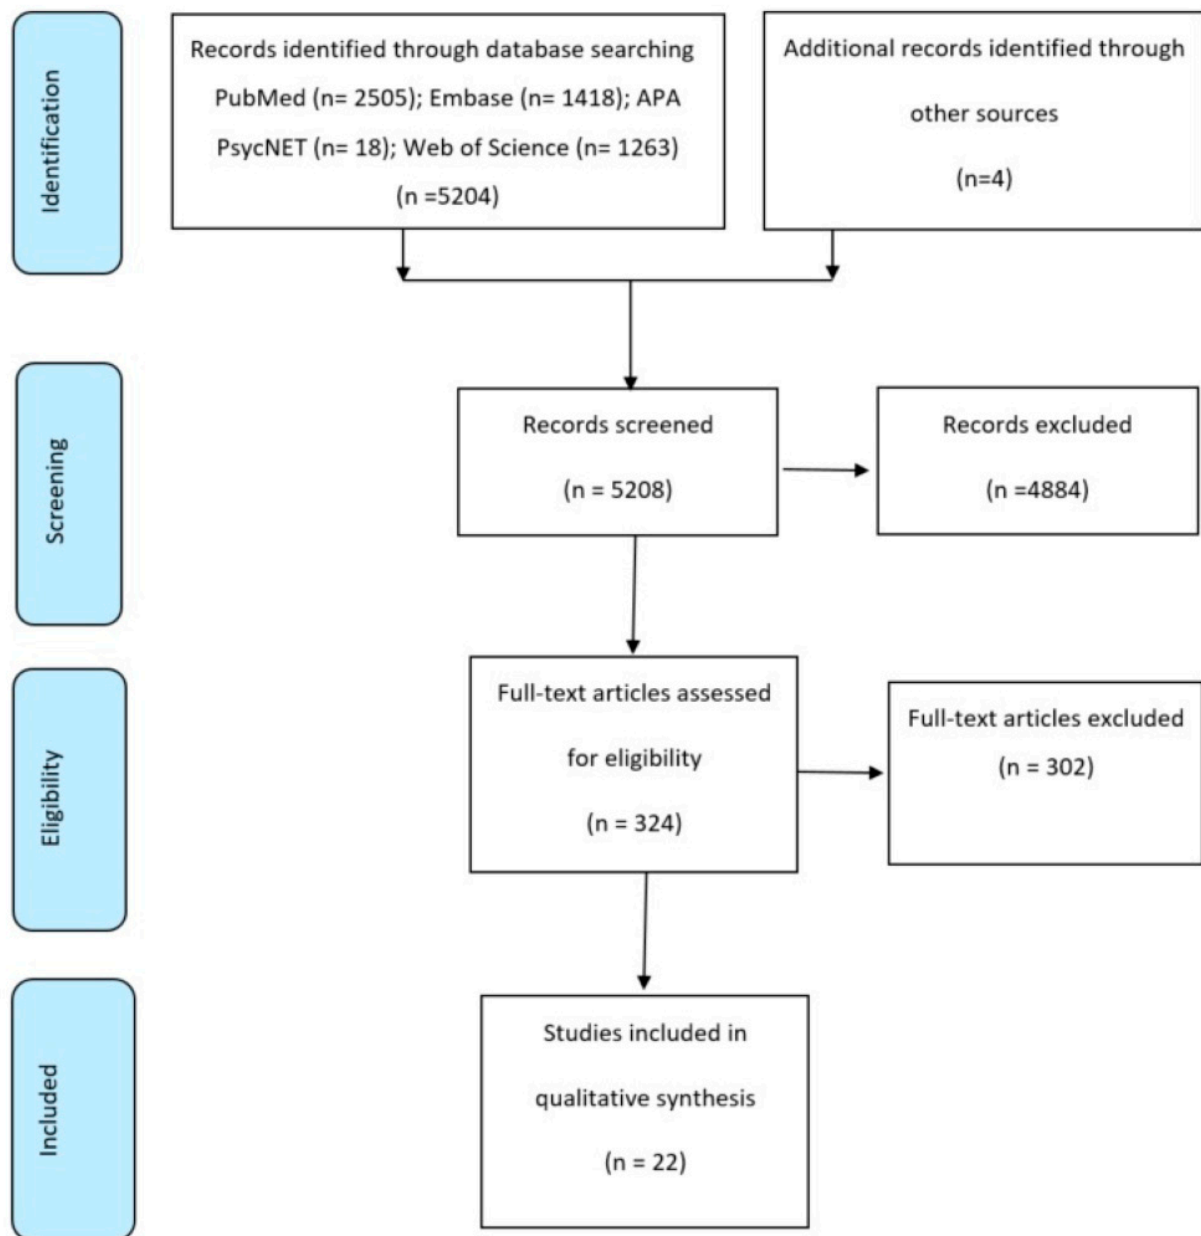 Identification
Records identified through database searching
PubMed (n= 2505); Embase (n= 1418); APA
PsycNET (n= 18); Web of Science (n= 1263)
(n =5204)
Additional records identified through
other sources
(n=4)
Screening
Records screened
(n = 5208)
Records excluded
(n =4884)
Eligibility
Full-text articles assessed
for eligibility
(n = 324)
Full-text articles excluded
(n = 302)
Included
Studies included in
qualitative synthesis
(n = 22)